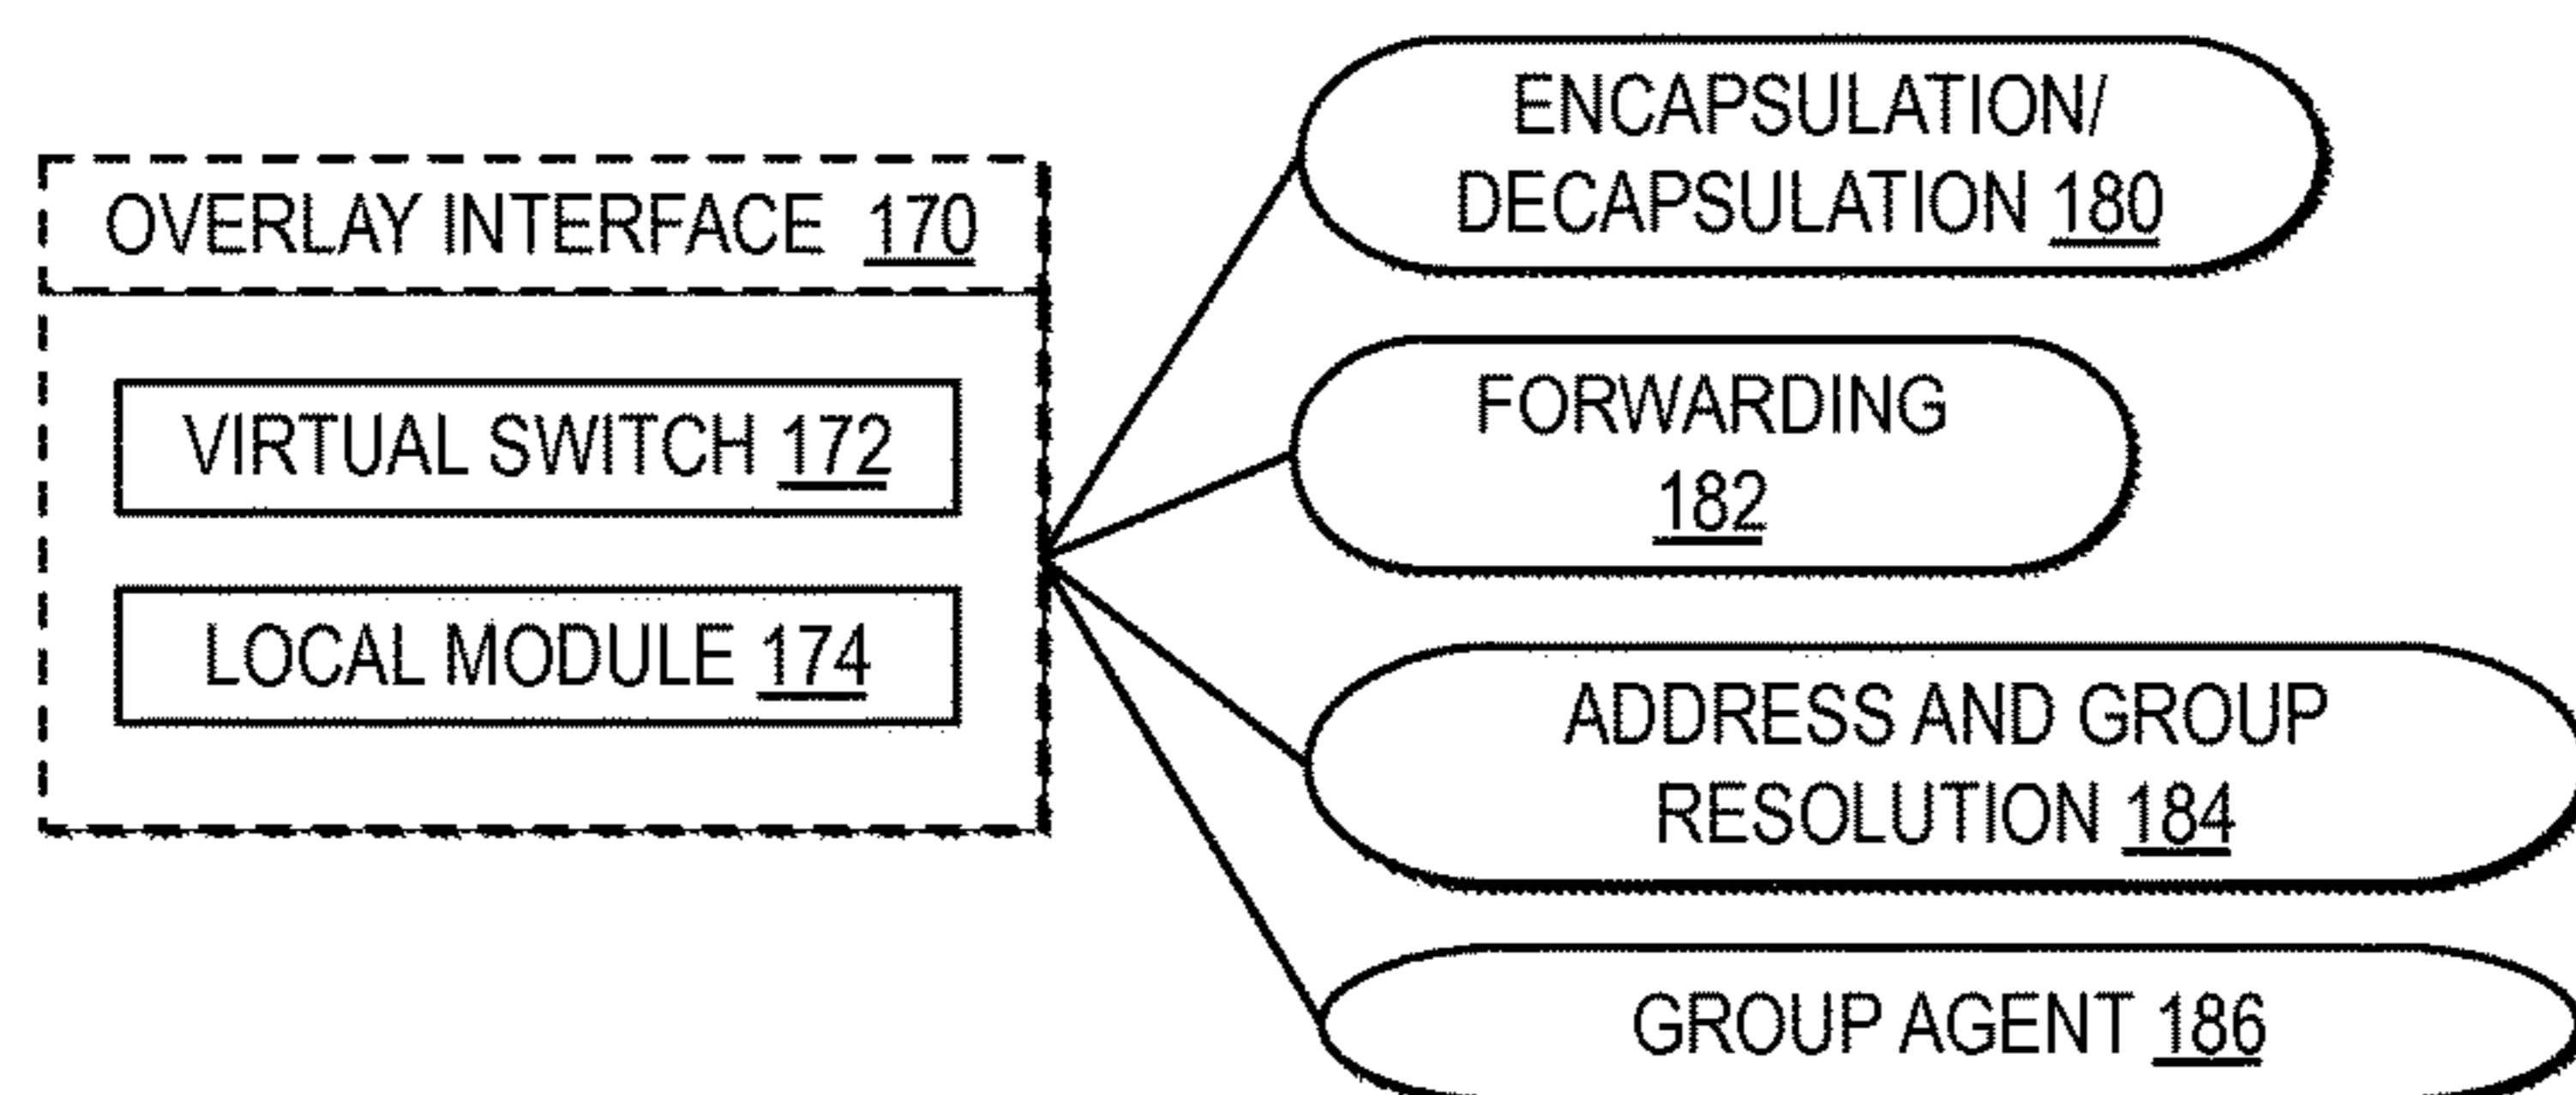 OVERLAY INTERFACE 170
VIRTUAL SWITCH 172
LOCAL MODULE 174
ENCAPSULATION/
DECAPSULATION 180
FORWARDING
182
ADDRESS AND GROUP
RESOLUTION 184
GROUP AGENT 186